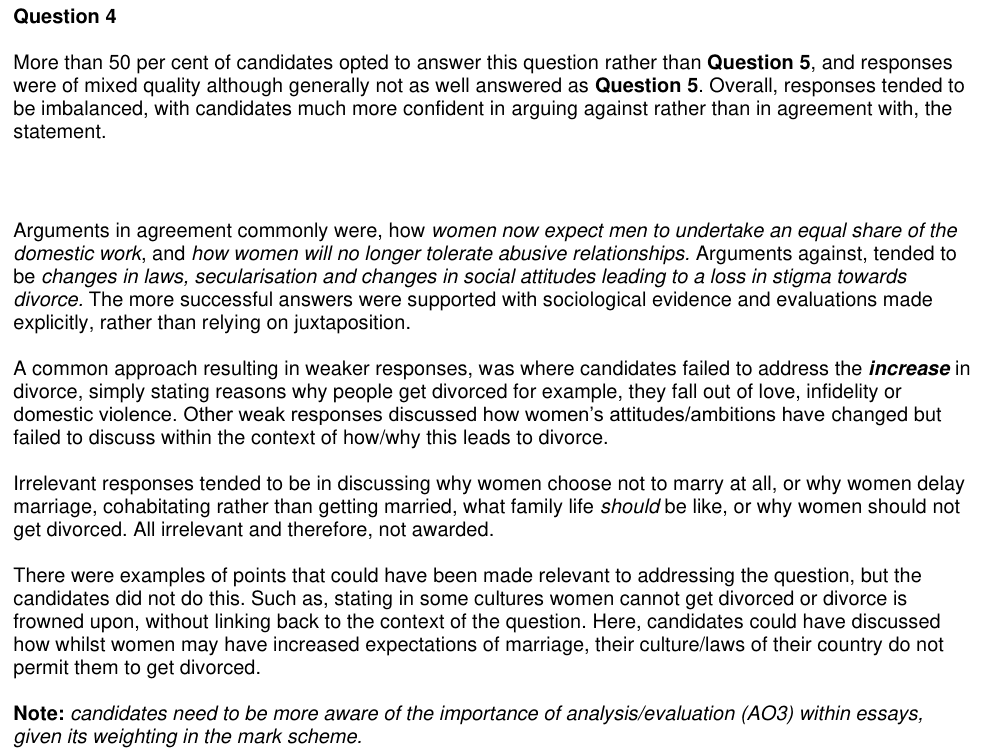 Question 4
More than 50 per cent of candidates opted to answer this question rather than Question 5, and responses
were of mixed quality although generally not as well answered as Question 5. Overall, responses tended to
be imbalanced, with candidates much more confident in arguing against rather than in agreement with, the
statement.
Arguments in agreement commonly were, how women now expect men to undertake an equal share of the
domestic work, and how women will no longer tolerate abusive relationships. Arguments against, tended to
be changes in laws, secularisation and changes in social attitudes leading to a loss in stigma towards
divorce. The more successful answers were supported with sociological evidence and evaluations made
explicitly, rather than relying on juxtaposition.
A common approach resulting in weaker responses, was where candidates failed to address the increase in
divorce, simply stating reasons why people get divorced for example, they fall out of love, infidelity or
domestic violence. Other weak responses discussed how women's attitudes/ambitions have changed but
failed to discuss within the context of how/why this leads to divorce.
Irrelevant responses tended to be in discussing why women choose not to marry at all, or why women delay
marriage, cohabitating rather than getting married, what family life should be like, or why women should not
get divorced. All irrelevant and therefore, not awarded.
There were examples of points that could have been made relevant to addressing the question, but the
candidates did not do this. Such as, stating in some cultures women cannot get divorced or divorce is
frowned upon, without linking back to the context of the question. Here, candidates could have discussed
how whilst women may have increased expectations of marriage, their culture/laws of their country do not
permit them to get divorced.
Note: candidates need to be more aware of the importance of analysis/evaluation (AO3) within essays,
given its weighting in the mark scheme.